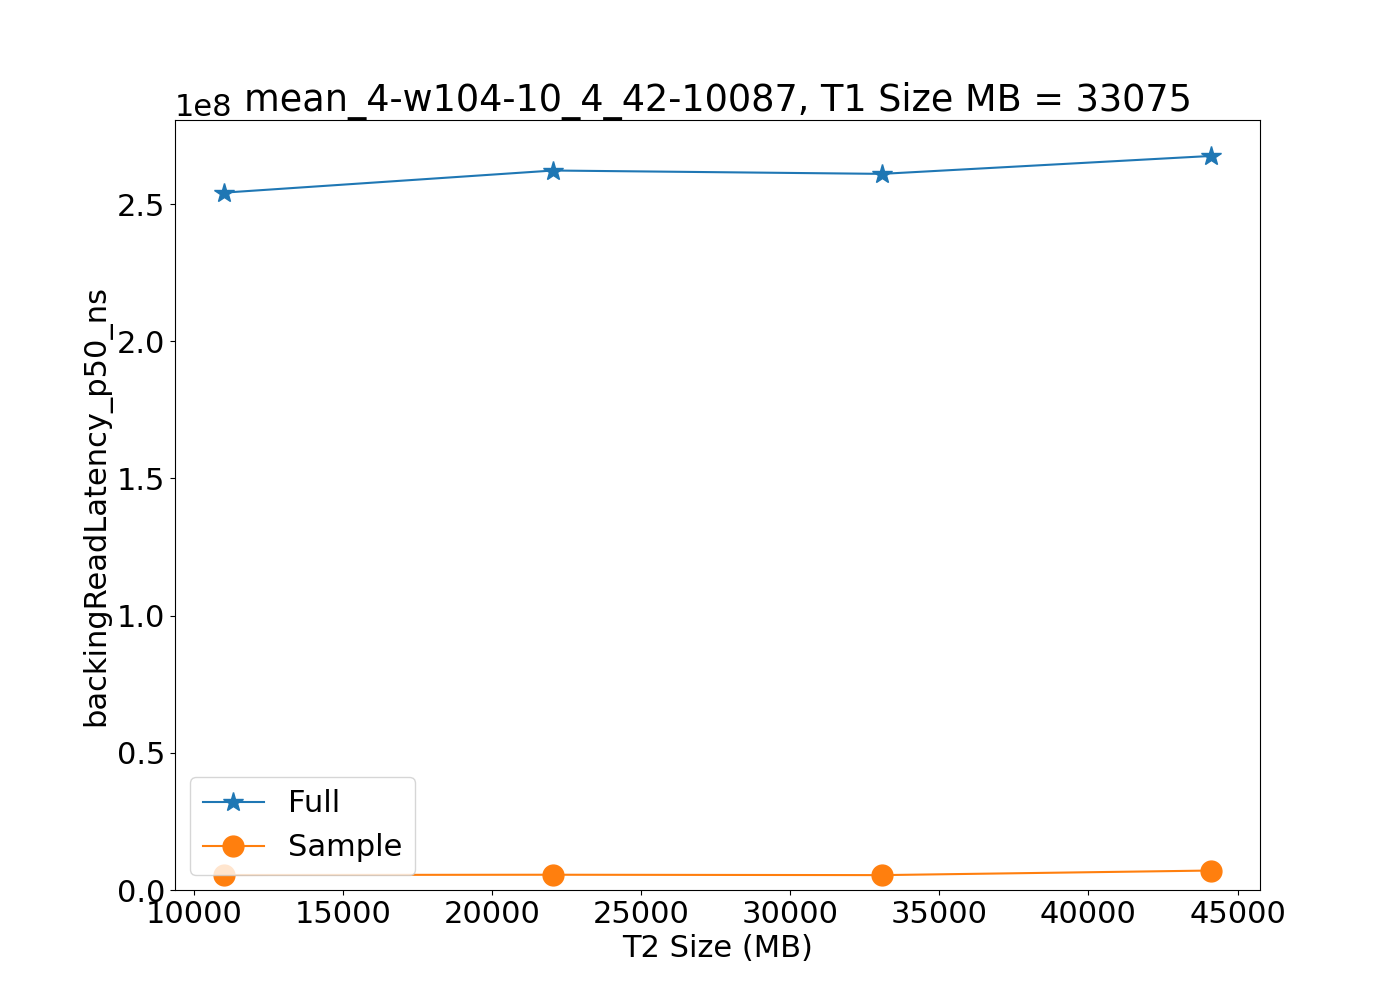 1e8
mean_4-w104-10_4_42-10087, T1 Size MB = 33075
backingReadLatency_p50_ns
2.5
2.0
1.5
1.0
0.5
0.0
Full
Sample
10000 15000 20000 25000 30000 35000 40000 45000
T2 Size (MB)